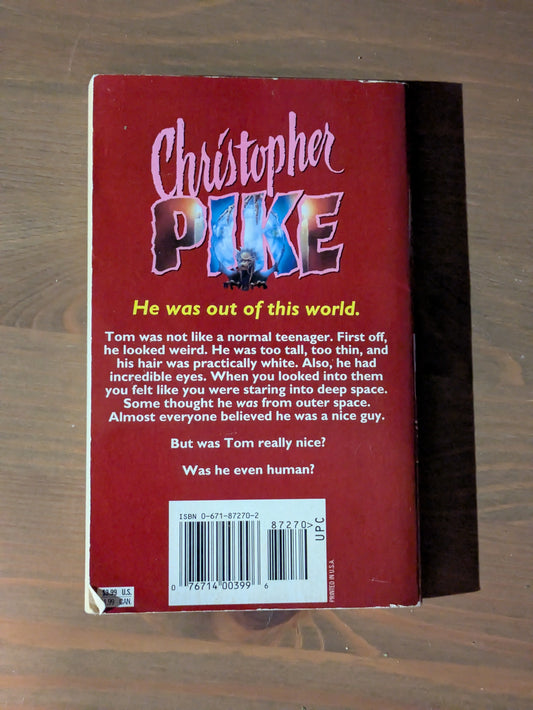 Christopher
PIKE
He was out of this world.
Tom was not like a normal teenager. First off,
he looked weird. He was too tall, too thin, and
his hair was practically white. Also, he had
incredible eyes. When you looked into them
you felt like you were staring into deep space.
Some thought he was from outer space.
Almost everyone believed he was a nice guy.
But was Tom really nice?
Was he even human?
ISBN 0-671-87270-2
87270>
UPC
0 76714 00399 6
PRINTED IN U.S.A.
$3.99 U.S.
.99 CAN.